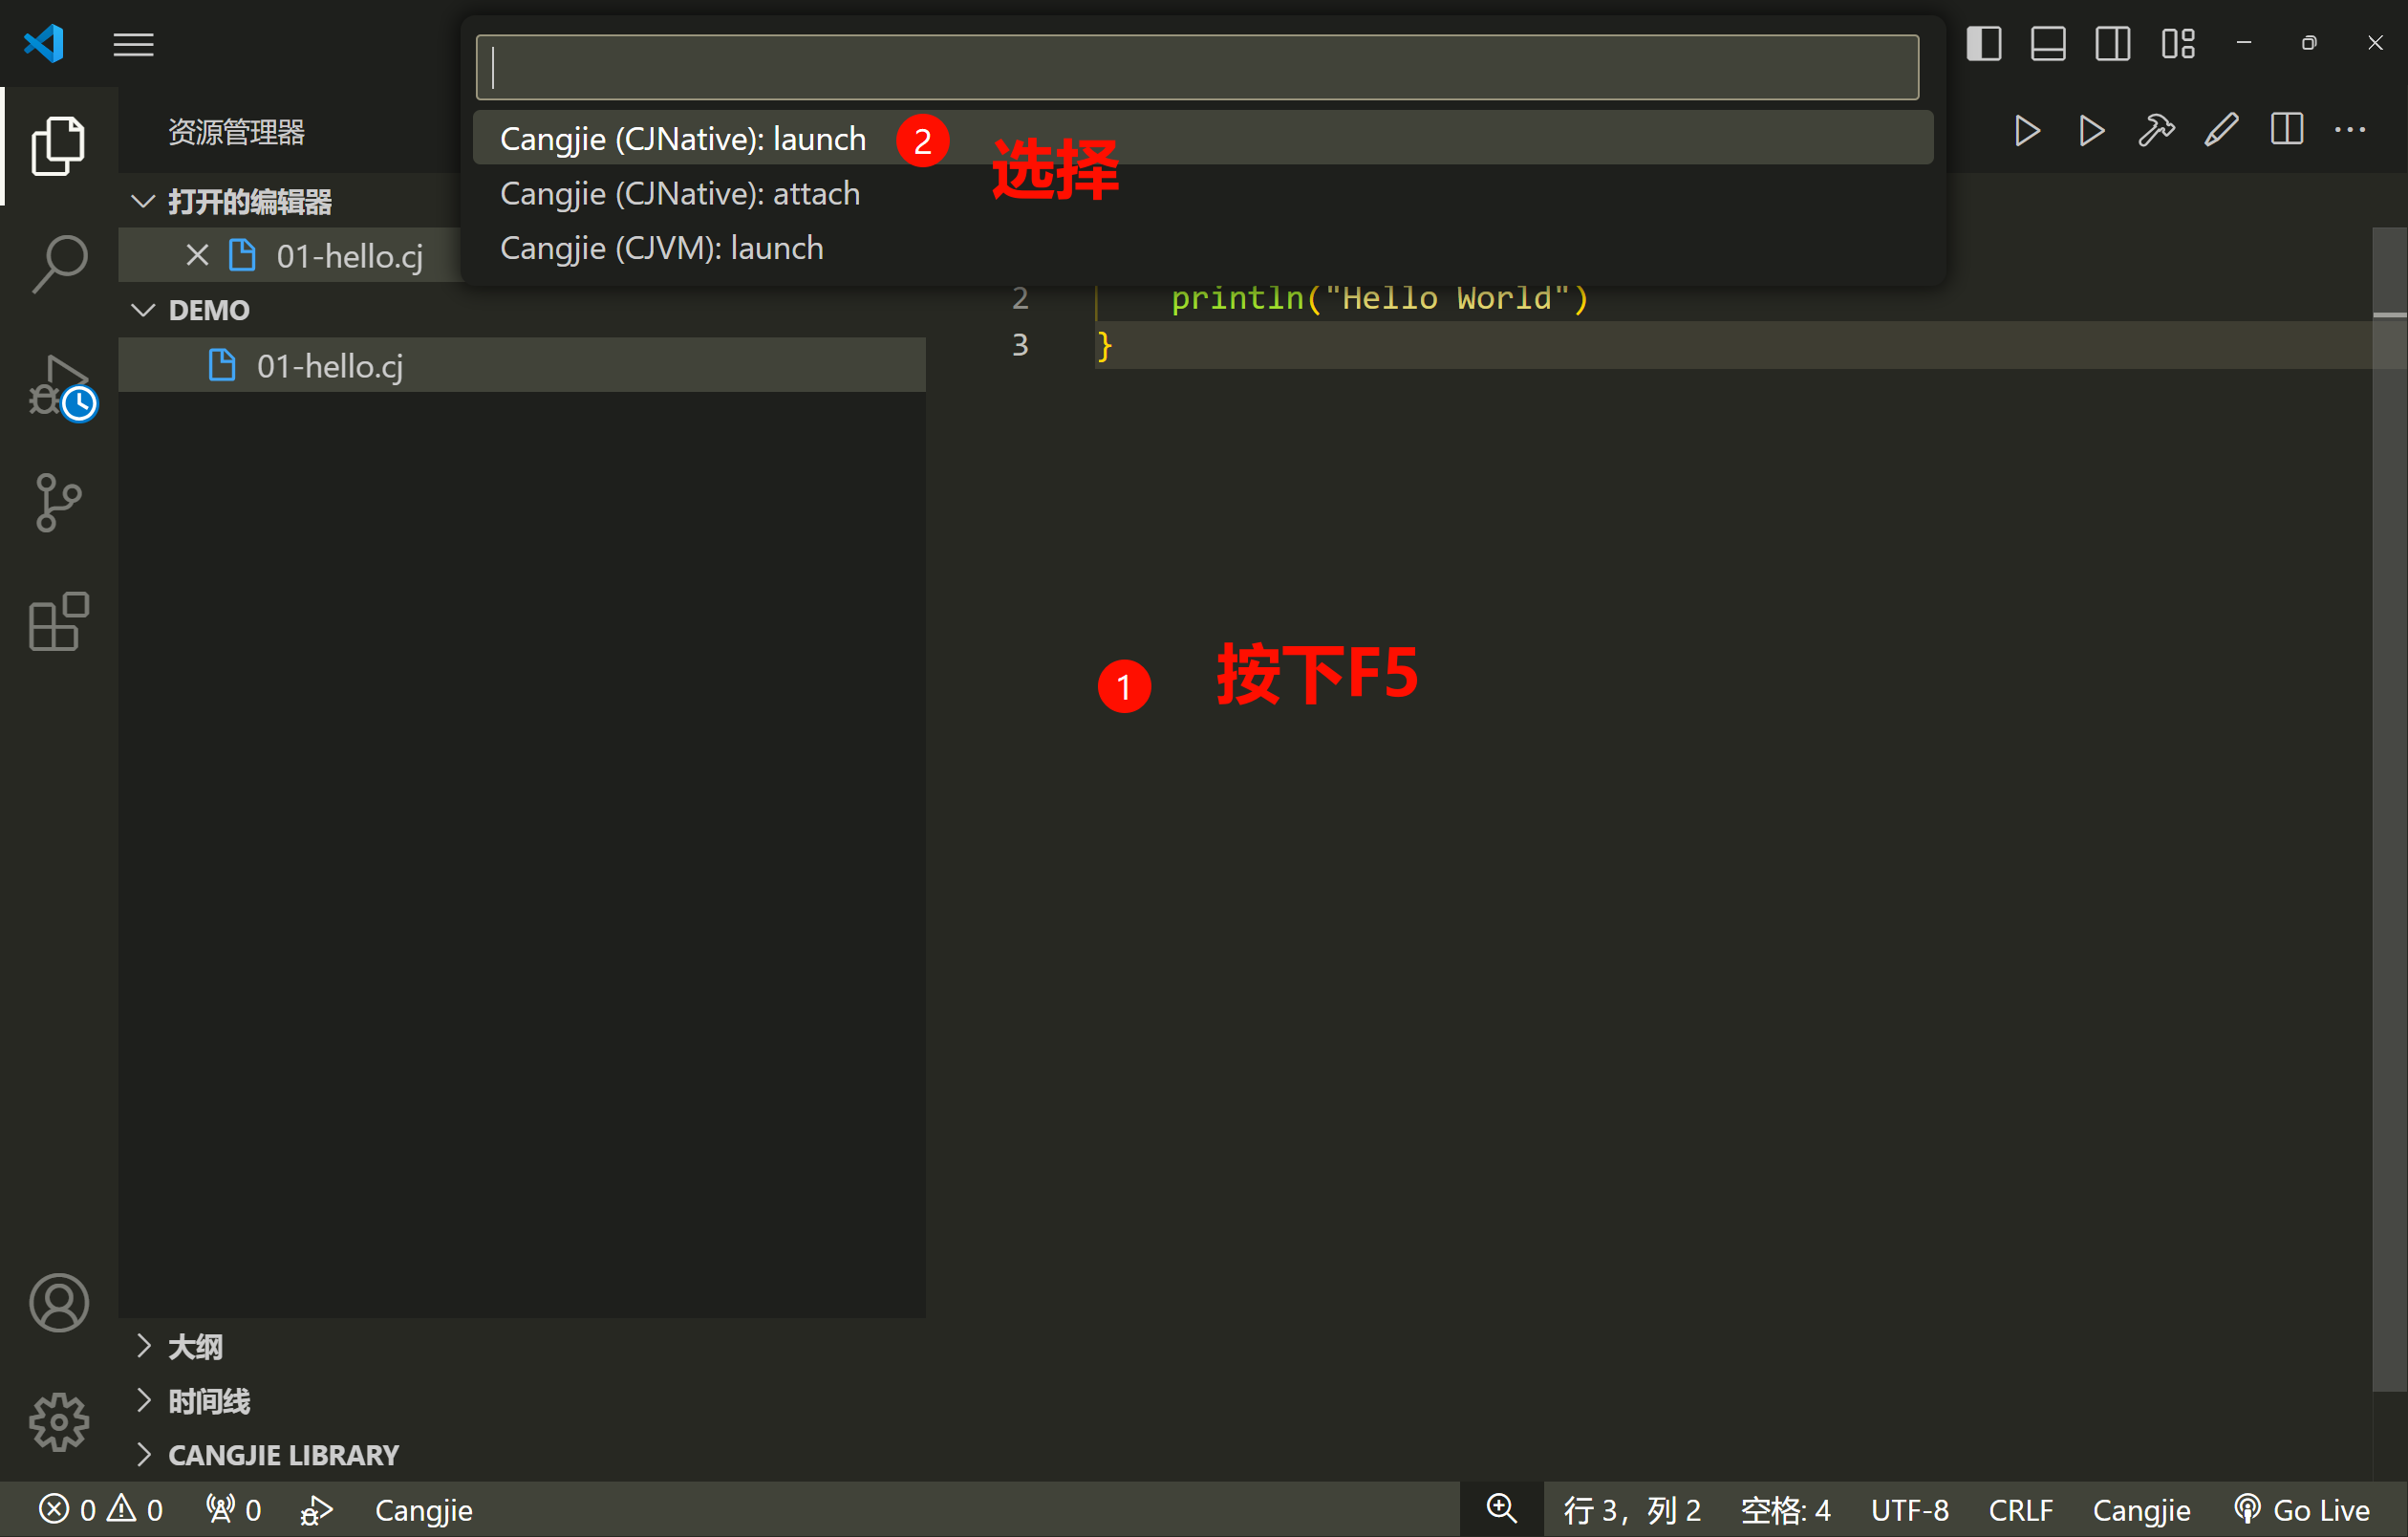 资源管理器
打开的编辑器
01-hello.cj
DEMO
01-hello.cj
大纲
时间线
CANGJIE LIBRARY
Cangjie (CJNative): launch
2
选择
Cangjie (CJNative): attach
Cangjie (CJVM): launch
2 println("Hello World")
3 }
1 按下F5
0 0 0 Cangjie 行 3，列 2 空格: 4 UTF-8 CRLF Cangjie Go Live